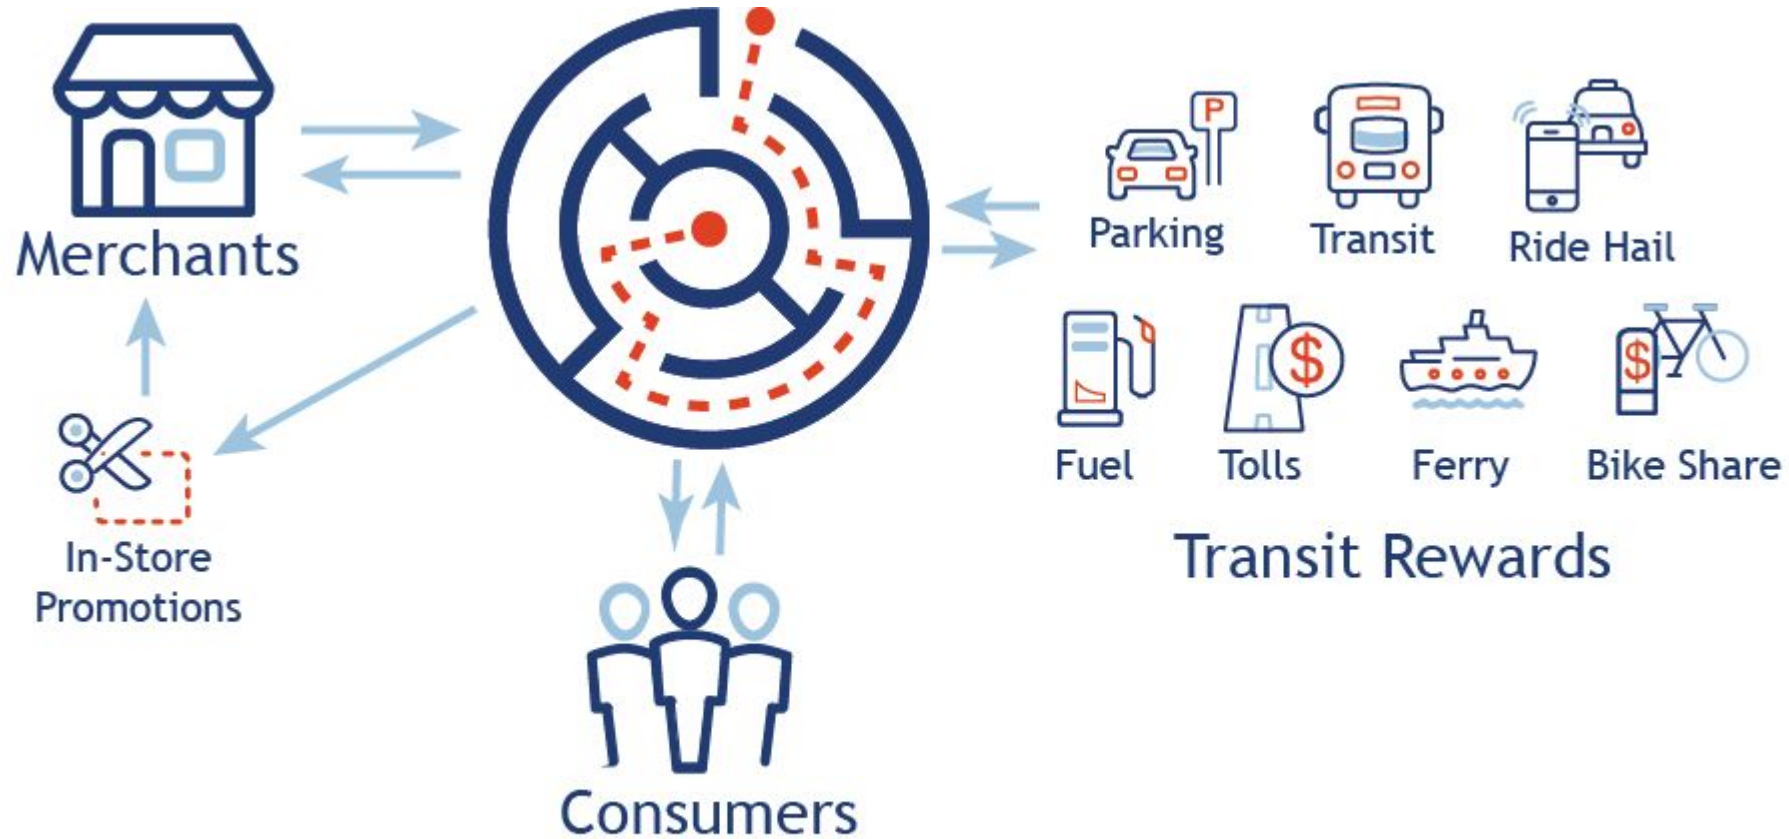 Merchants
In-Store
Promotions
Consumers
P
Parking
Transit
Ride Hail
Fuel
$
Tolls
Ferry
$
Bike Share
Transit Rewards